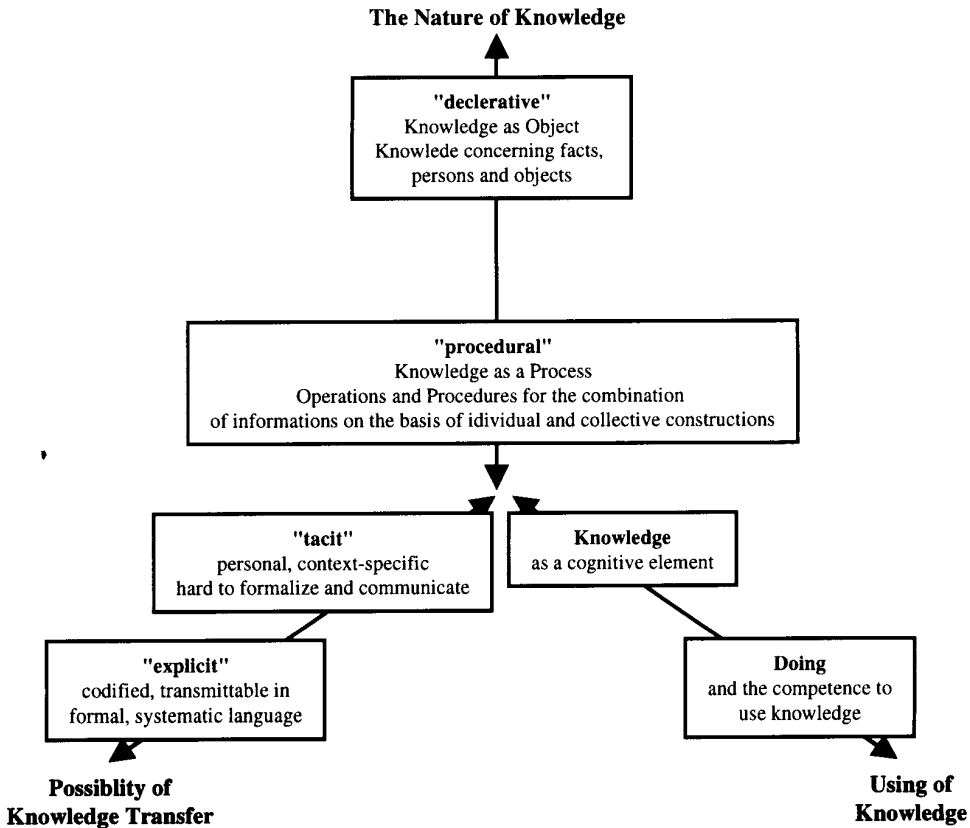 The Nature of Knowledge
"declerative"
Knowledge as Object
Knowlede concerning facts,
persons and objects
"procedural"
Knowledge as a Process
Operations and Procedures for the combination
of informations on the basis of idividual and collective constructions
"tacit"
personal, context-specific
hard to formalize and communicate
Knowledge
as a cognitive element
"explicit"
codified, transmittable in
formal, systematic language
Doing
and the competence to
use knowledge
Possiblity of
Knowledge Transfer
Using of
Knowledge